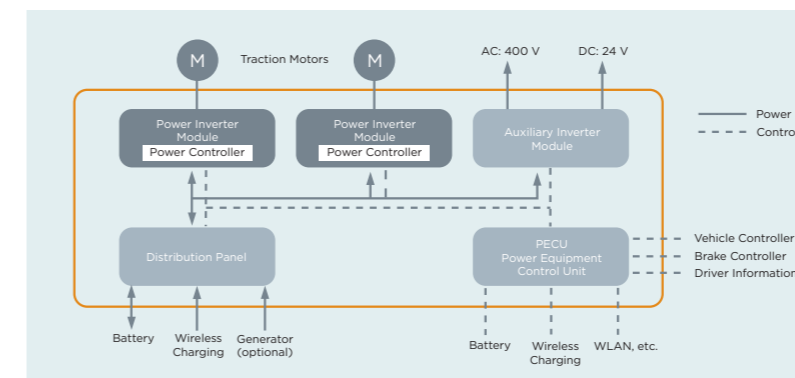 M
Traction Motors
M
AC: 400 V
DC: 24 V
Power Inverter
Module
Power Controller
Power Inverter
Module
Power Controller
Auxiliary Inverter
Module
Power
Contro
Distribution Panel
PECU
Power Equipment
Control Unit
Vehicle Controller
Brake Controller
Driver Information
Battery
Wireless
Charging
Generator
(optional)
Battery
Wireless
Charging
WLAN, etc.